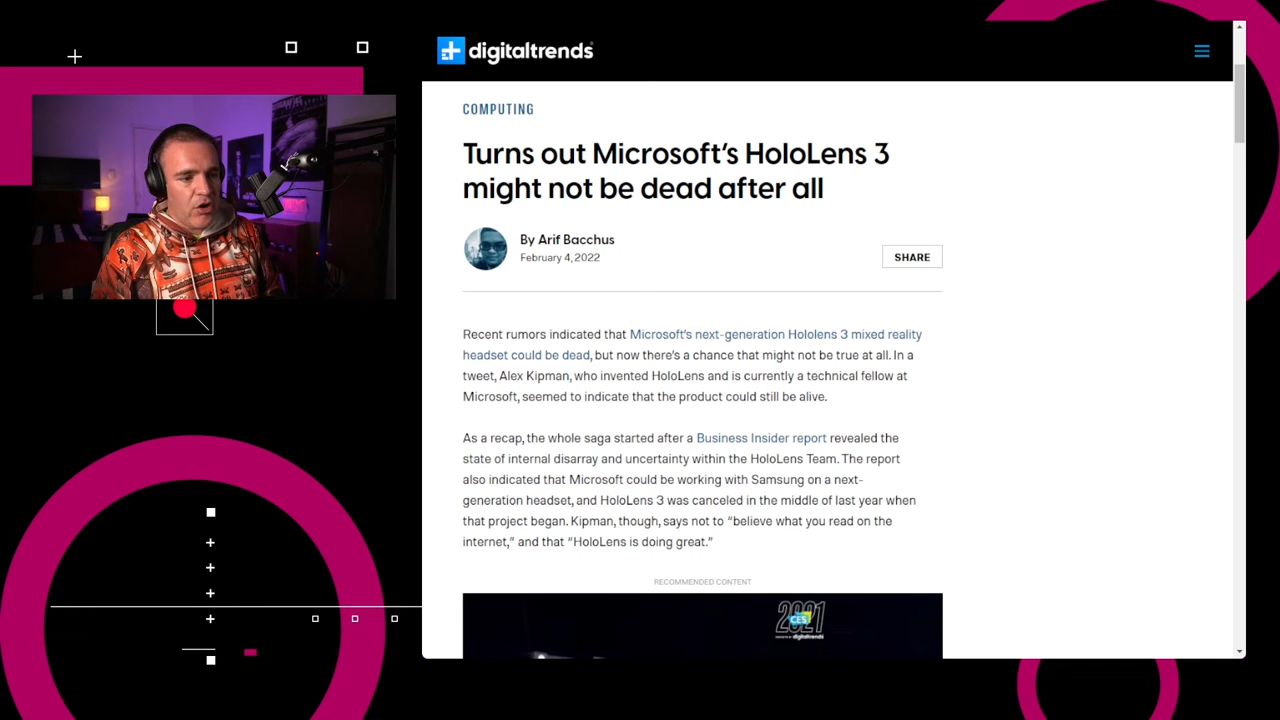 digitaltrends
COMPUTING
Turns out Microsoft's HoloLens 3
might not be dead after all
By Arif Bacchus
February 4, 2022
SHARE
Recent rumors indicated that Microsoft's next-generation Hololens 3 mixed reality
headset could be dead, but now there's a chance that might not be true at all. In a
tweet, Alex Kipman, who invented HoloLens and is currently a technical fellow at
Microsoft, seemed to indicate that the product could still be alive.
As a recap, the whole saga started after a Business Insider report revealed the
state of internal disarray and uncertainty within the HoloLens Team. The report
also indicated that Microsoft could be working with Samsung on a next-
generation headset, and HoloLens 3 was canceled in the middle of last year when
that project began. Kipman, though, says not to “believe what you read on the
internet,” and that “HoloLens is doing great.”
RECOMMENDED CONTENT
2021
CES
digitaltrends